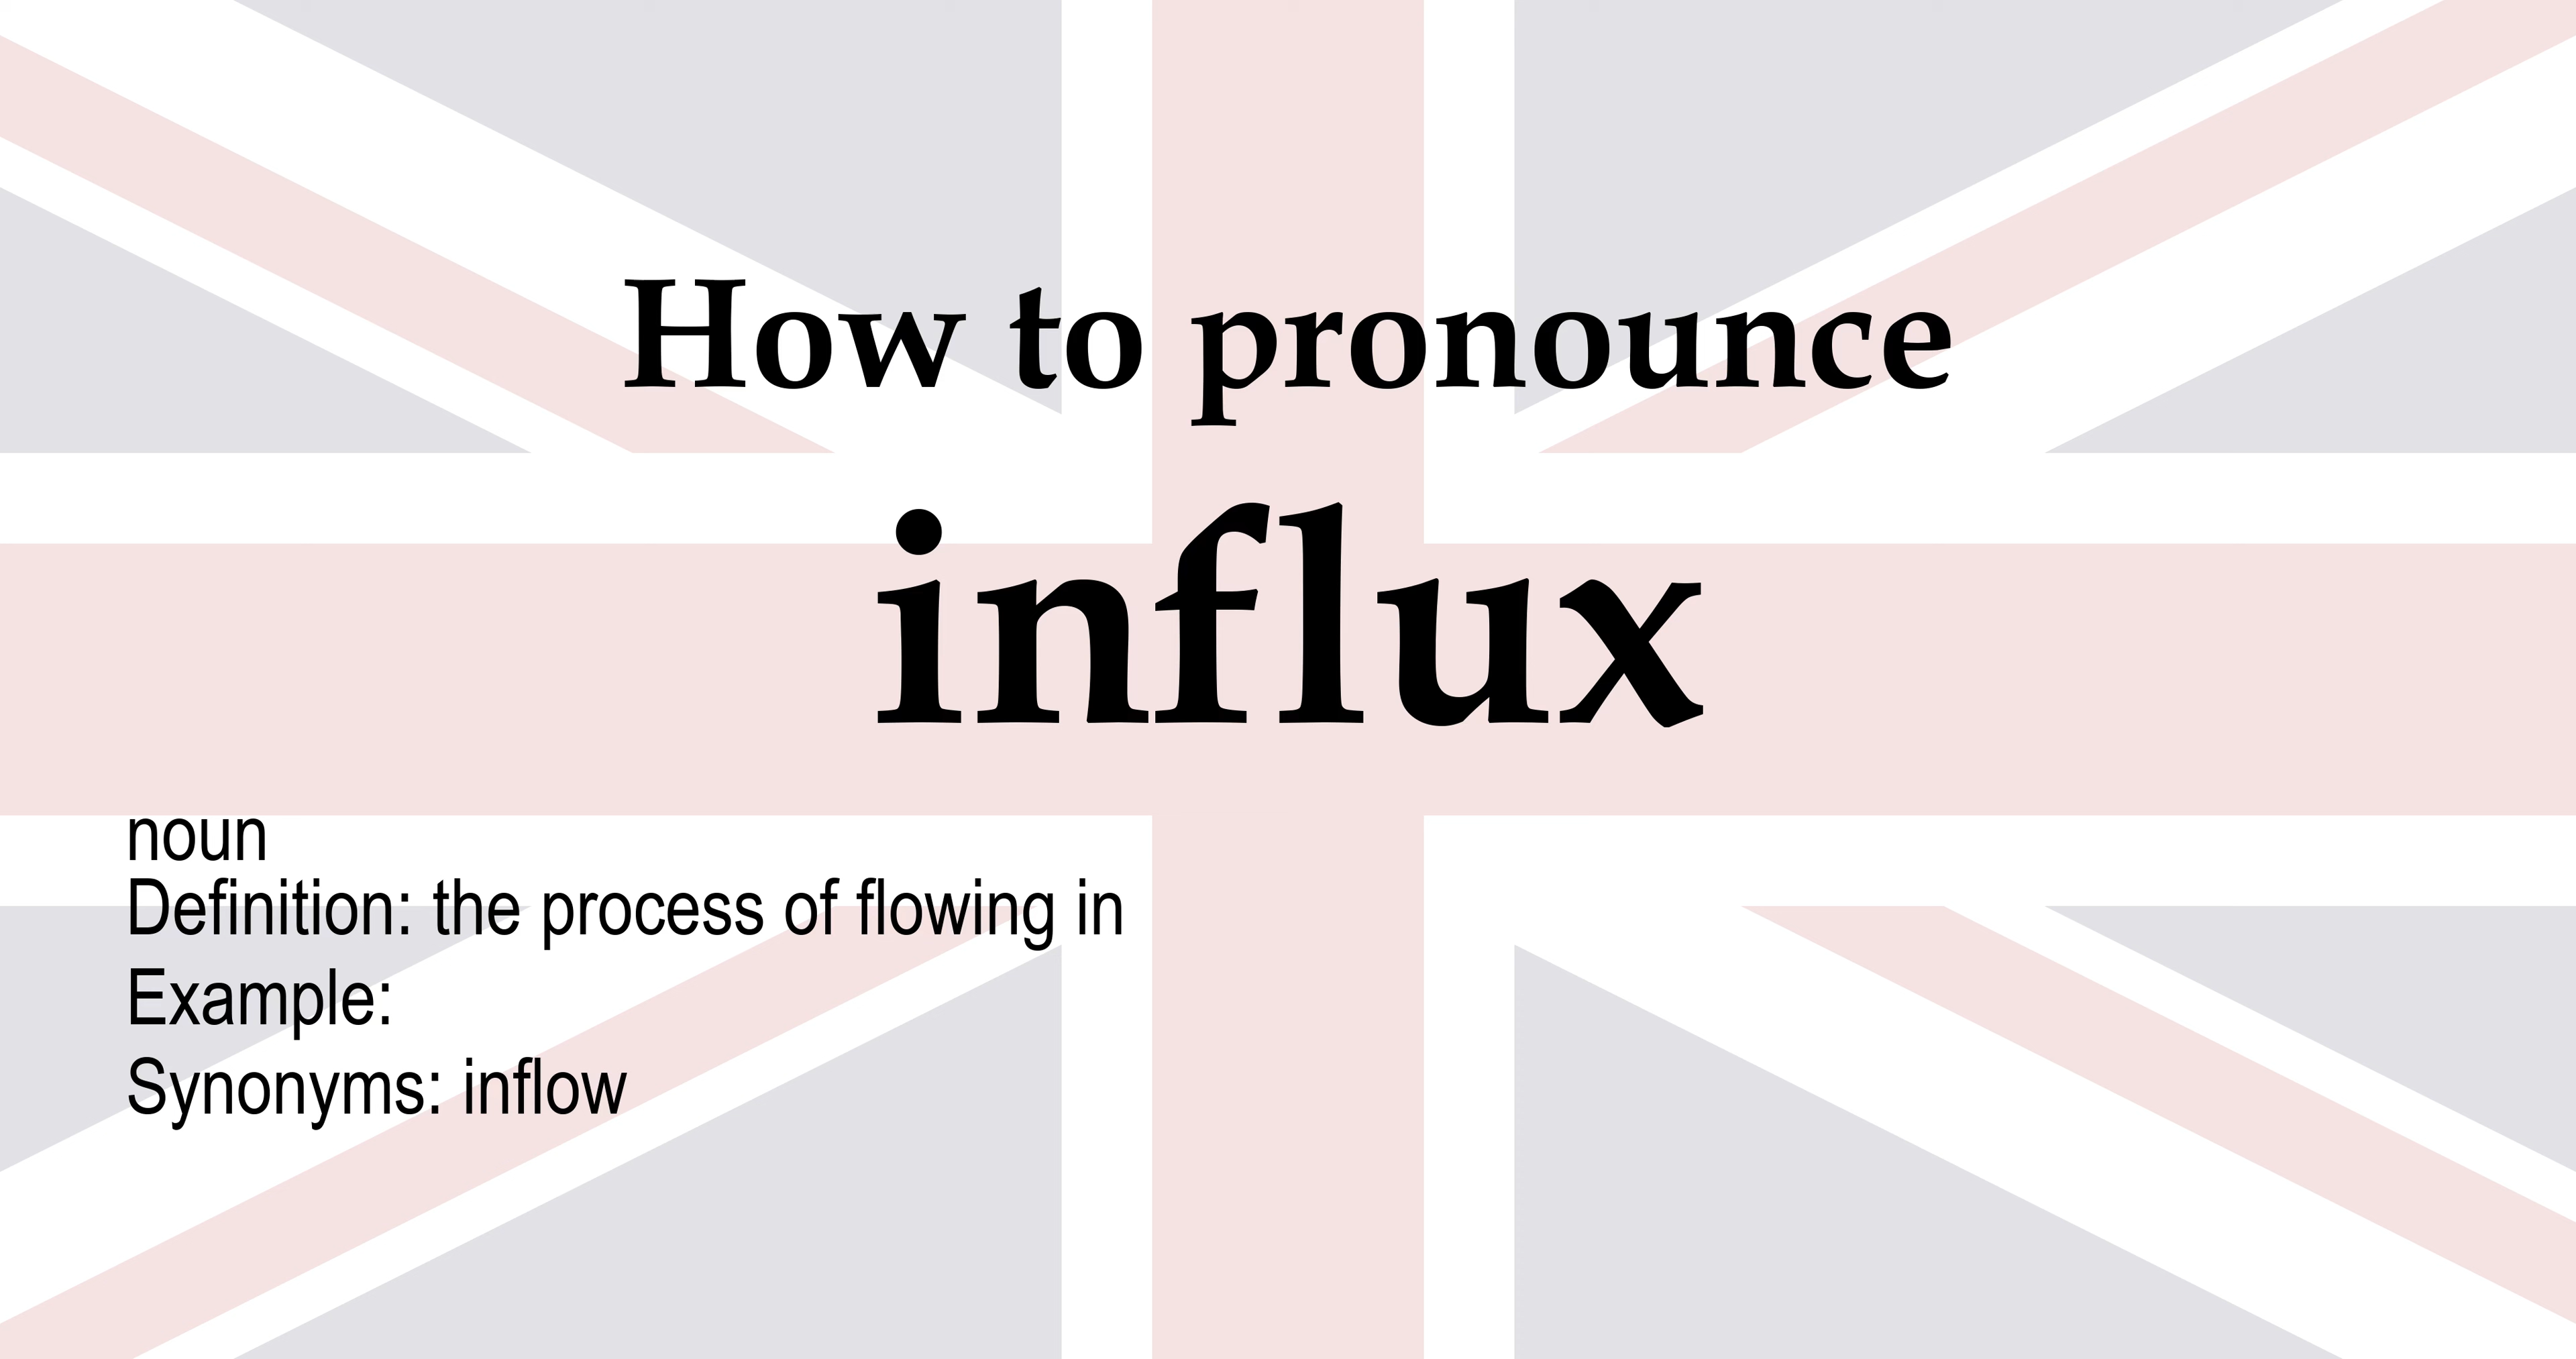 How to pronounce
influx
noun
Definition: the process of flowing in
Example:
Synonyms: inflow